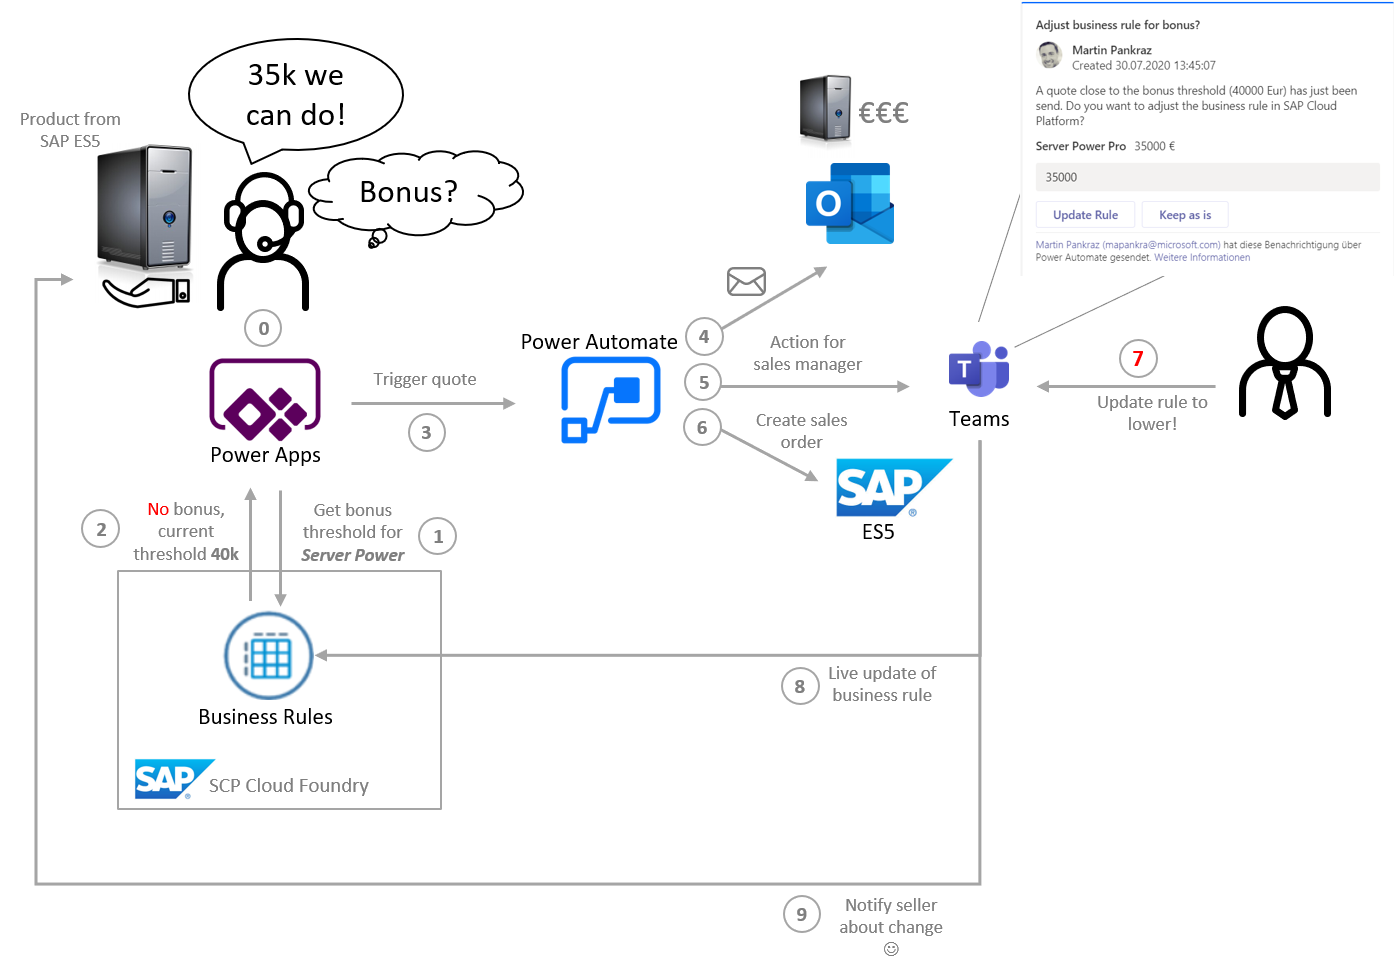 35k we
can do!
Product from
SAP ES5
Bonus?
0
Power Apps
Trigger quote
3
Power Automate
4
5
6
€€€
O
Action for
sales manager
Create sales
order
SAP
®
ES5
T
Teams
Adjust business rule for bonus?
Martin Pankraz
Created 30.07.2020 13:45:07
A quote close to the bonus threshold (40000 Eur) has just been
send. Do you want to adjust the business rule in SAP Cloud
Platform?
Server Power Pro 35000 €
35000
Update Rule Keep as is
Martin Pankraz (mapankra@microsoft.com) hat diese Benachrichtigung über
Power Automate gesendet. Weitere Informationen
7
Update rule to
lower!
2
No bonus,
current
threshold 40k
Get bonus
threshold for
Server Power
1
Business Rules
SAP
SCP Cloud Foundry
8
Live update of
business rule
9
Notify seller
about change
☺